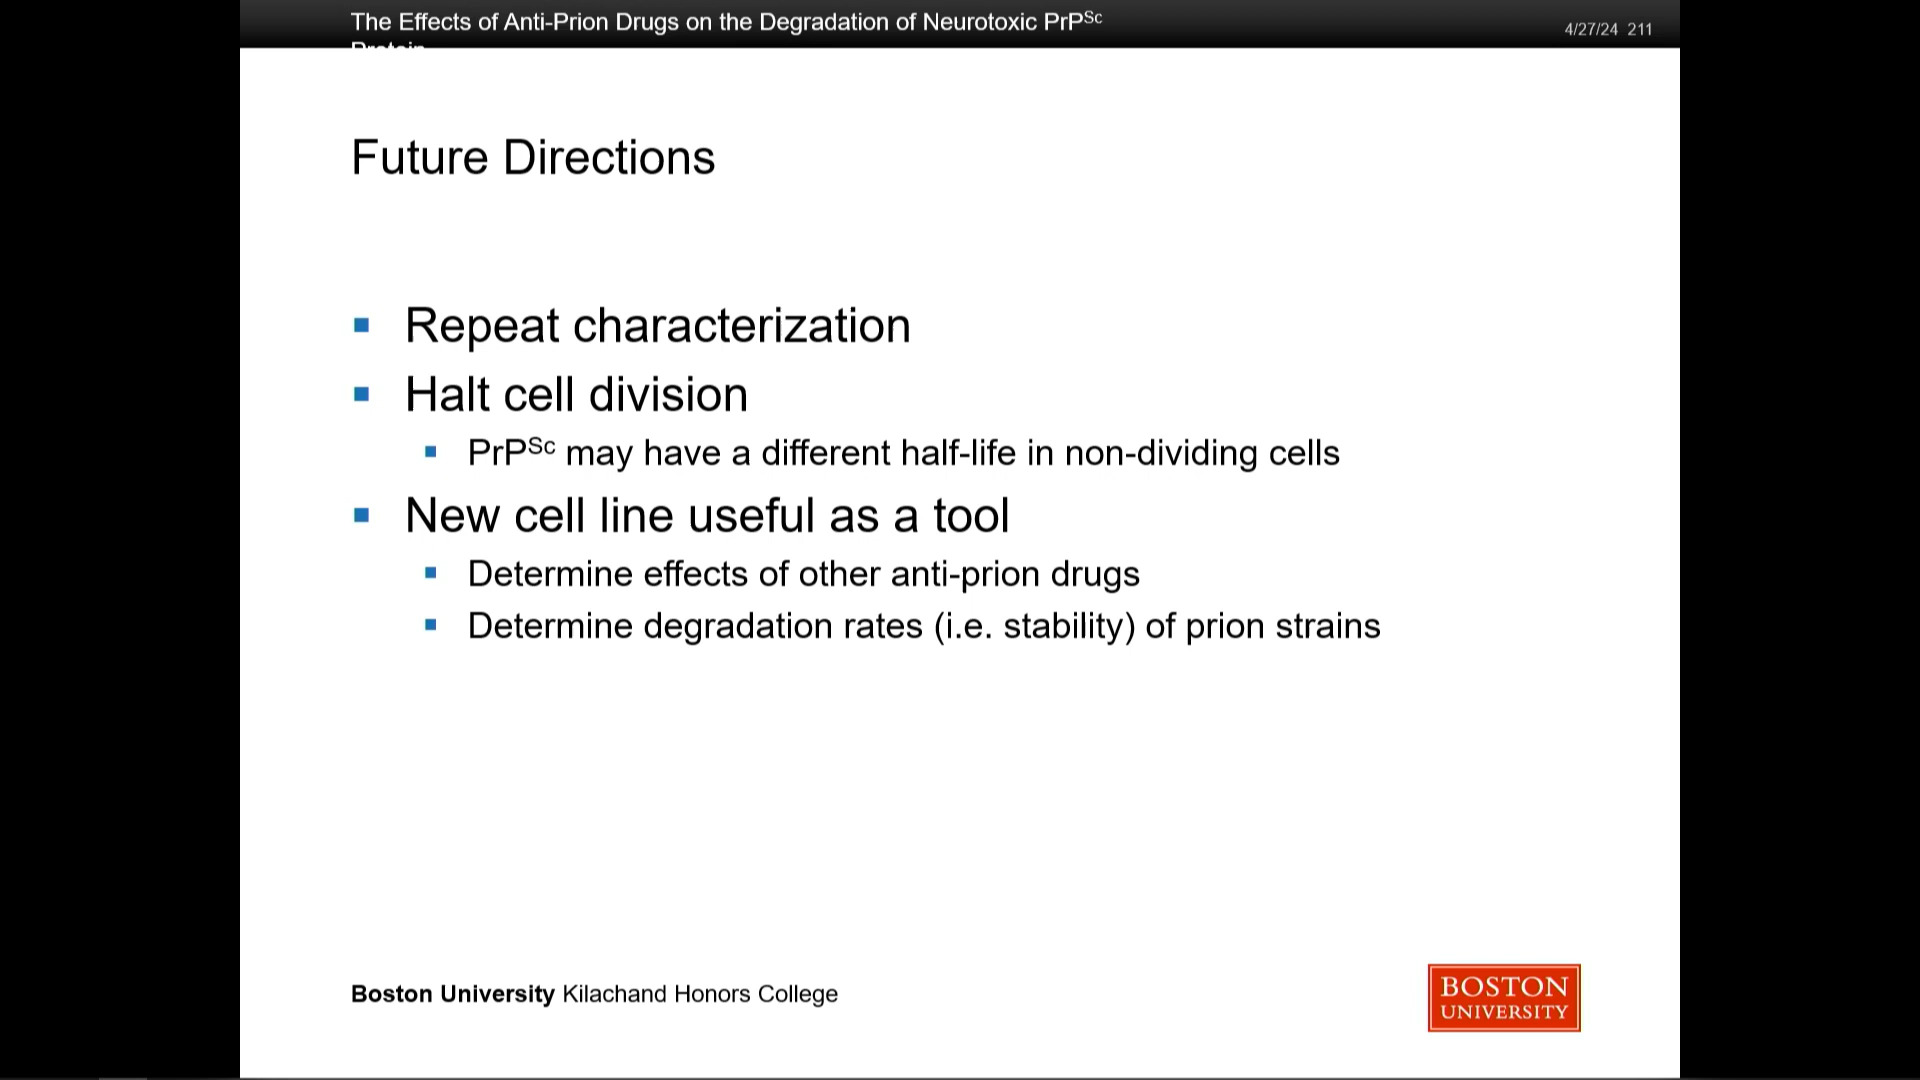 The Effects of Anti-Prion Drugs on the Degradation of Neurotoxic PrPSc
Protein
4/27/24 211
Future Directions
Repeat characterization
Halt cell division
PrPSc may have a different half-life in non-dividing cells
New cell line useful as a tool
Determine effects of other anti-prion drugs
Determine degradation rates (i.e. stability) of prion strains
Boston University Kilachand Honors College
BOSTON
UNIVERSITY